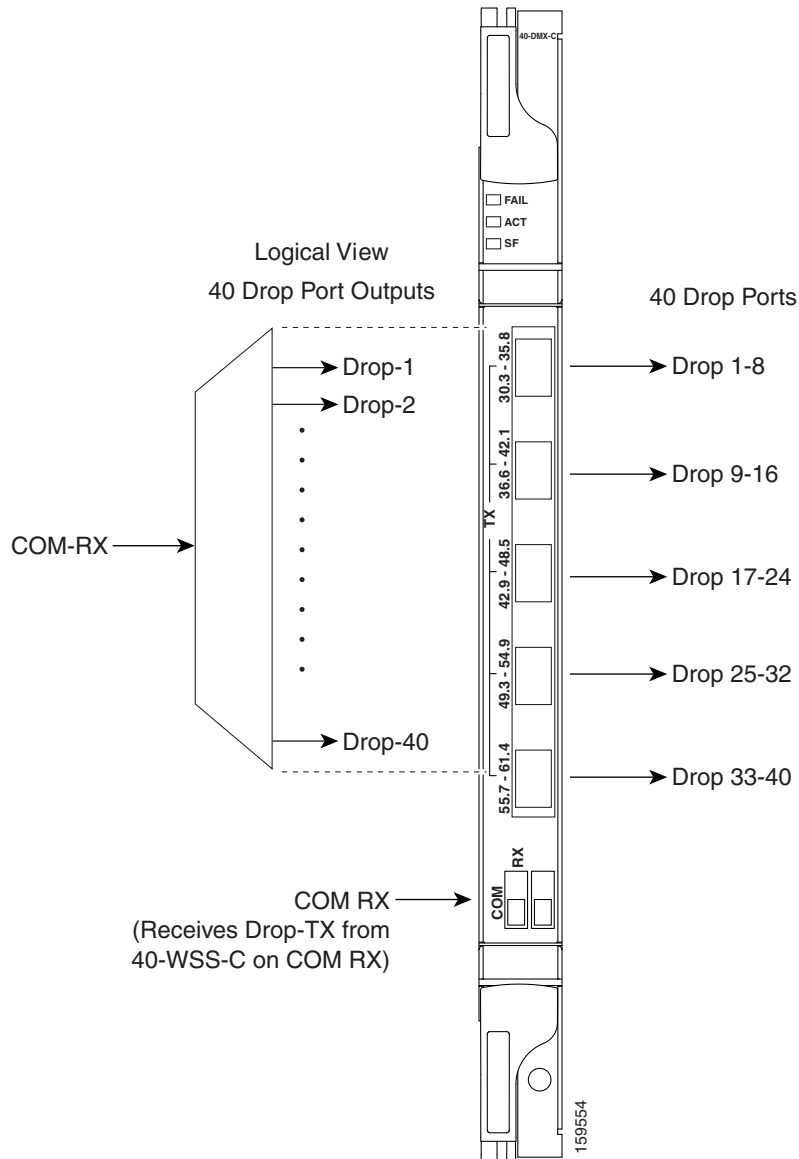 40-DMX-C
FAIL
ACT
SF
Logical View
40 Drop Port Outputs
40 Drop Ports
Drop-1
Drop-2
Drop-40
COM-RX
TX
30.3 - 35.8
36.6 - 42.1
42.9 - 48.5
49.3 - 54.9
55.7 - 61.4
Drop 1-8
Drop 9-16
Drop 17-24
Drop 25-32
Drop 33-40
COM RX
(Receives Drop-TX from
40-WSS-C on COM RX)
COM
RX
159554